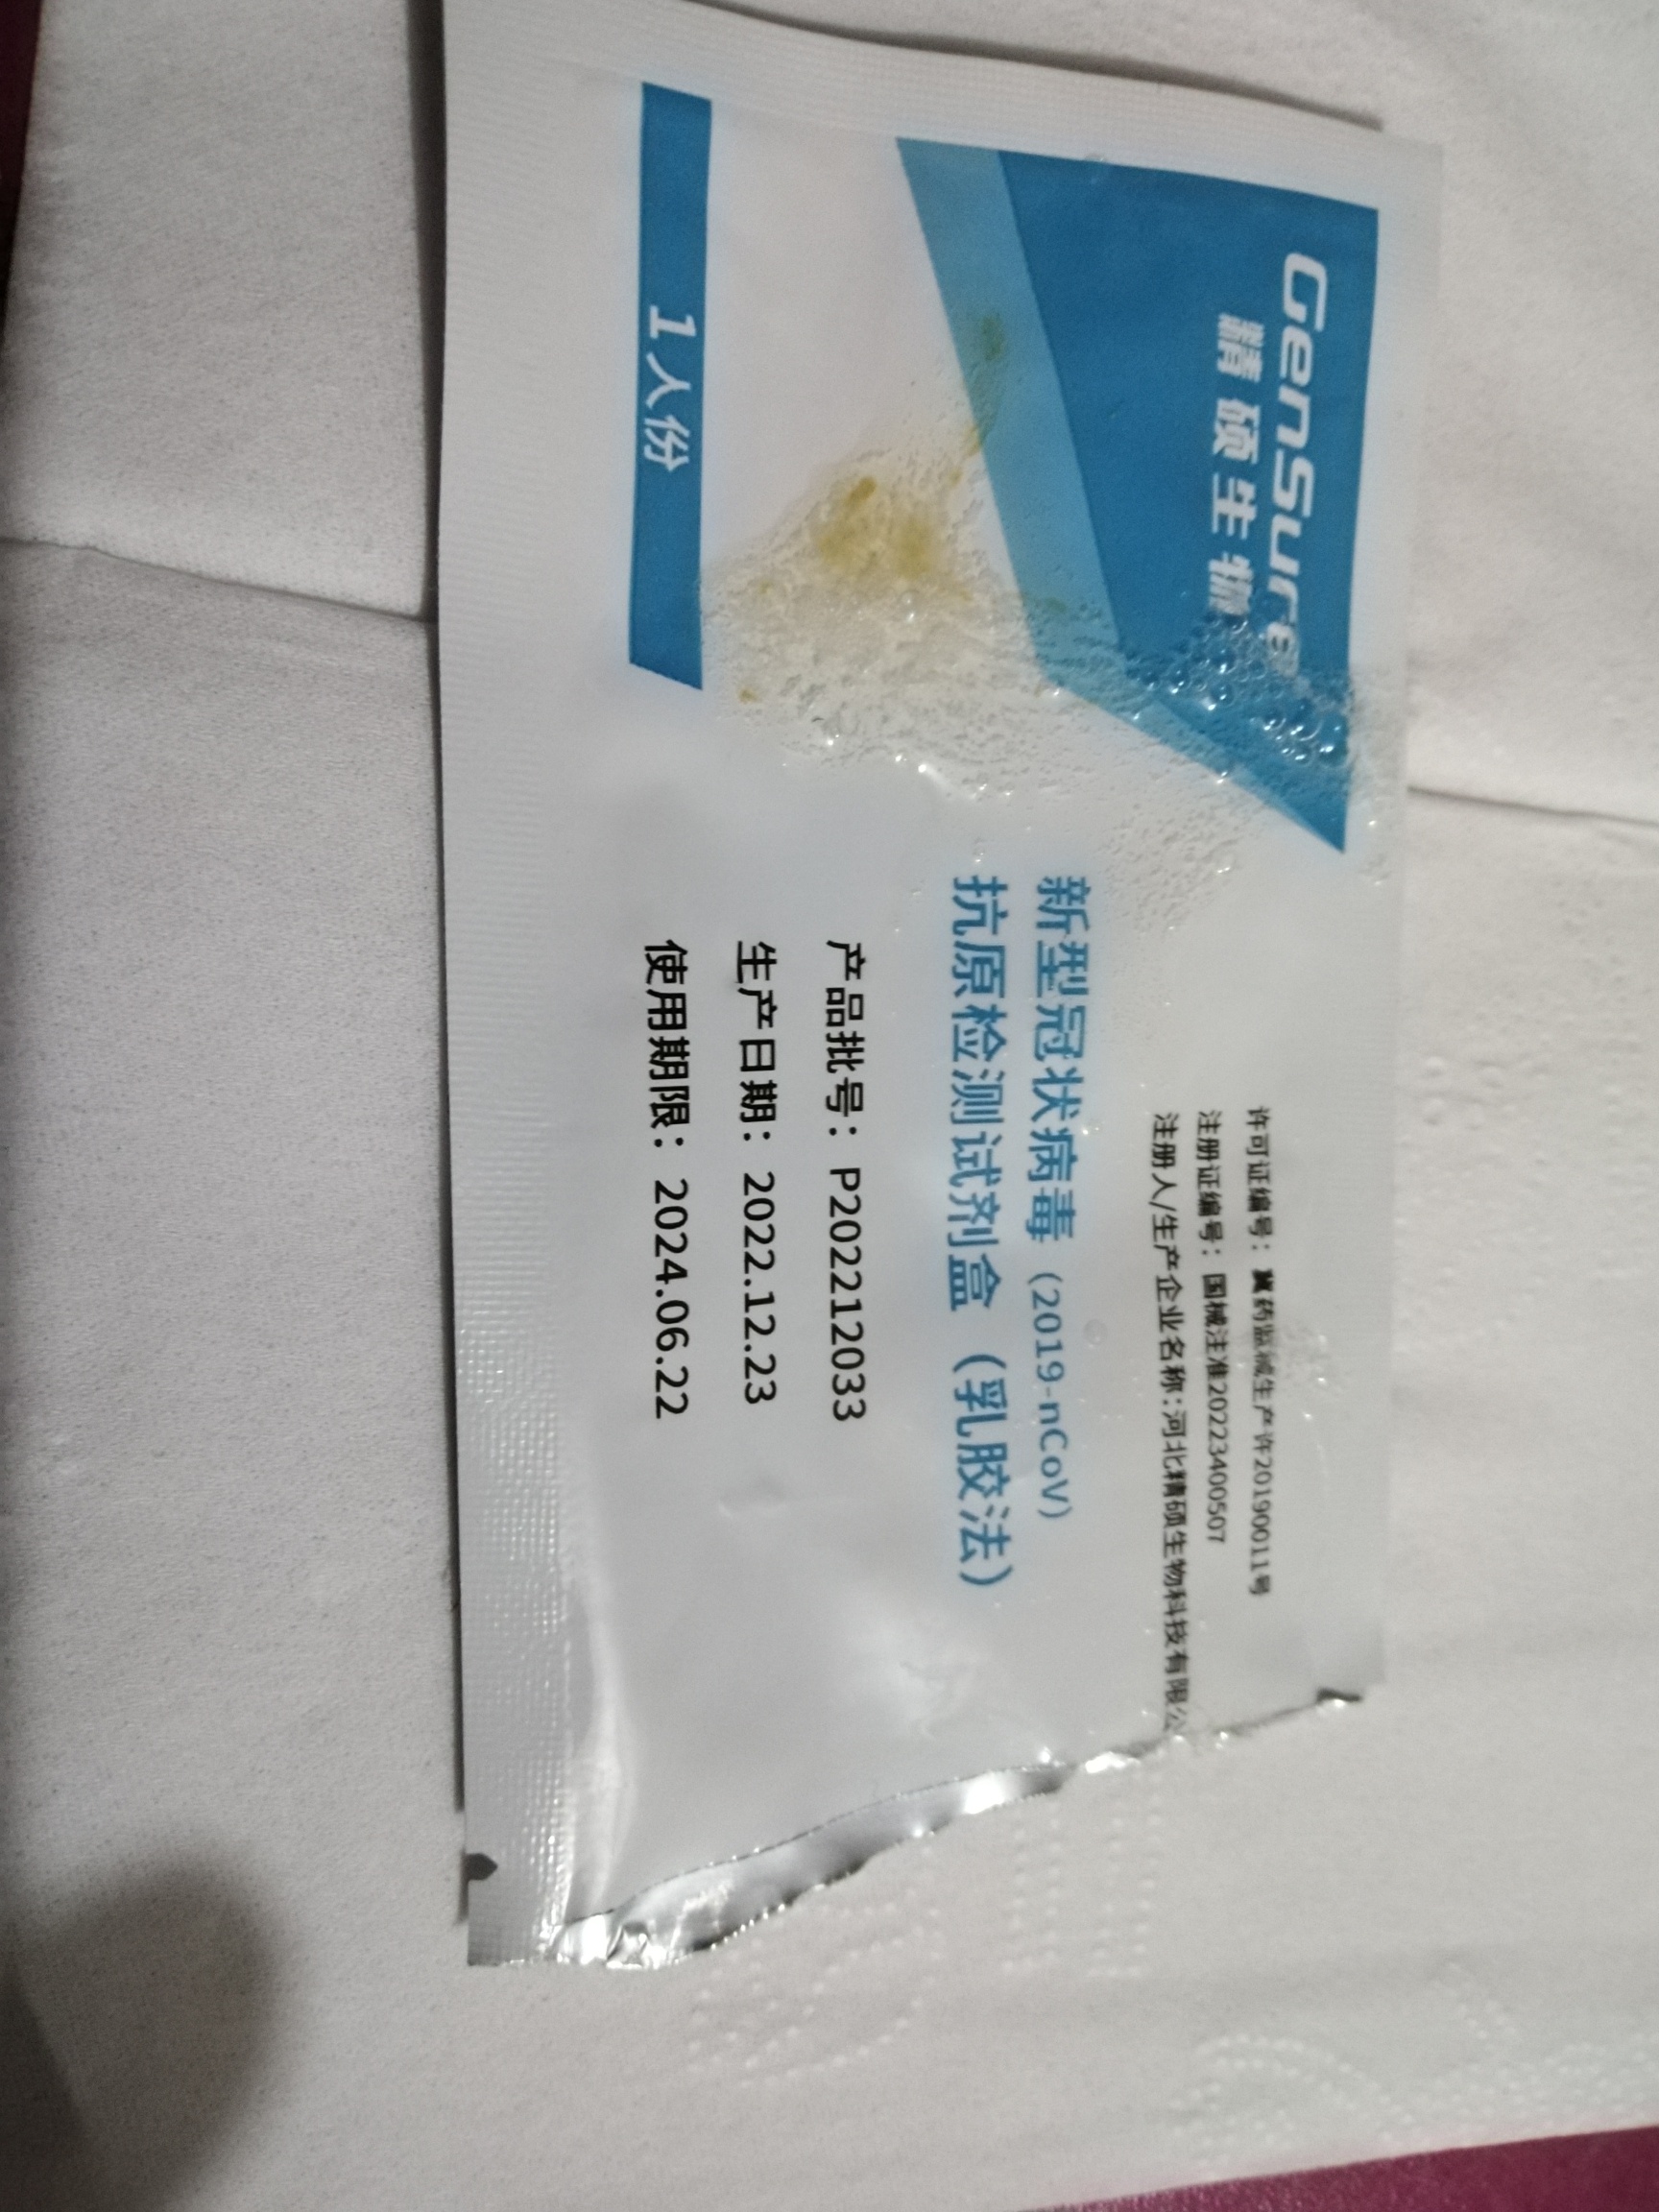 GenSure
精硕生物
许可证编号：冀药监械生产许20190011号
注册证编号：国械注准20223400507
注册人/生产企业名称：河北精硕生物科技有限公
新型冠状病毒（2019-nCoV）
抗原检测试剂盒（乳胶法）
产品批号：P202212033
生产日期：2022.12.23
使用期限：2024.06.22
1人份